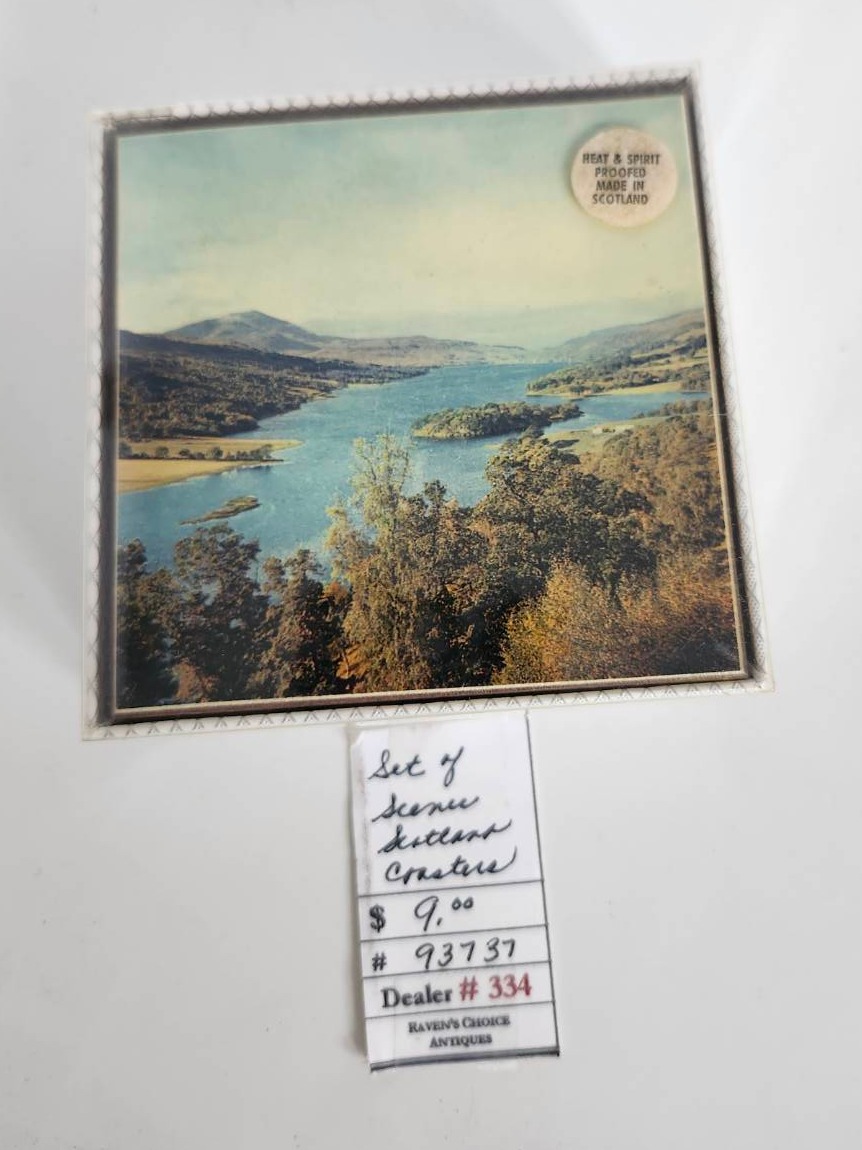 HEAT & SPIRIT
PROOFED
MADE IN
SCOTLAND
Set of
Scenic
Scotland
Coasters
$ 9.00
# 93737
Dealer # 334
RAVEN'S CHOICE
ANTIQUES